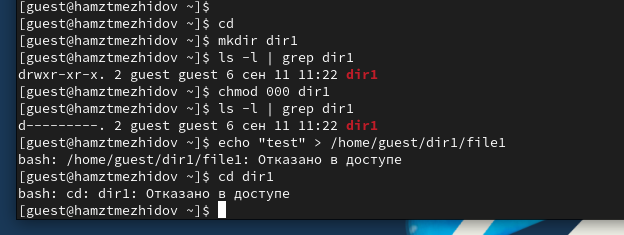 [guest@hamztmezhidov ~]$
[guest@hamztmezhidov ~]$ cd
[guest@hamztmezhidov ~]$ mkdir dir1
[guest@hamztmezhidov ~]$ ls -l | grep dir1
drwxr-xr-x. 2 guest guest 6 сен 11 11:22 dir1
[guest@hamztmezhidov ~]$ chmod 000 dir1
[guest@hamztmezhidov ~]$ ls -l | grep dir1
d---------. 2 guest guest 6 сен 11 11:22 dir1
[guest@hamztmezhidov ~]$ echo "test" > /home/guest/dir1/file1
bash: /home/guest/dir1/file1: Отказано в доступе
[guest@hamztmezhidov ~]$ cd dir1
bash: cd: dir1: Отказано в доступе
[guest@hamztmezhidov ~]$